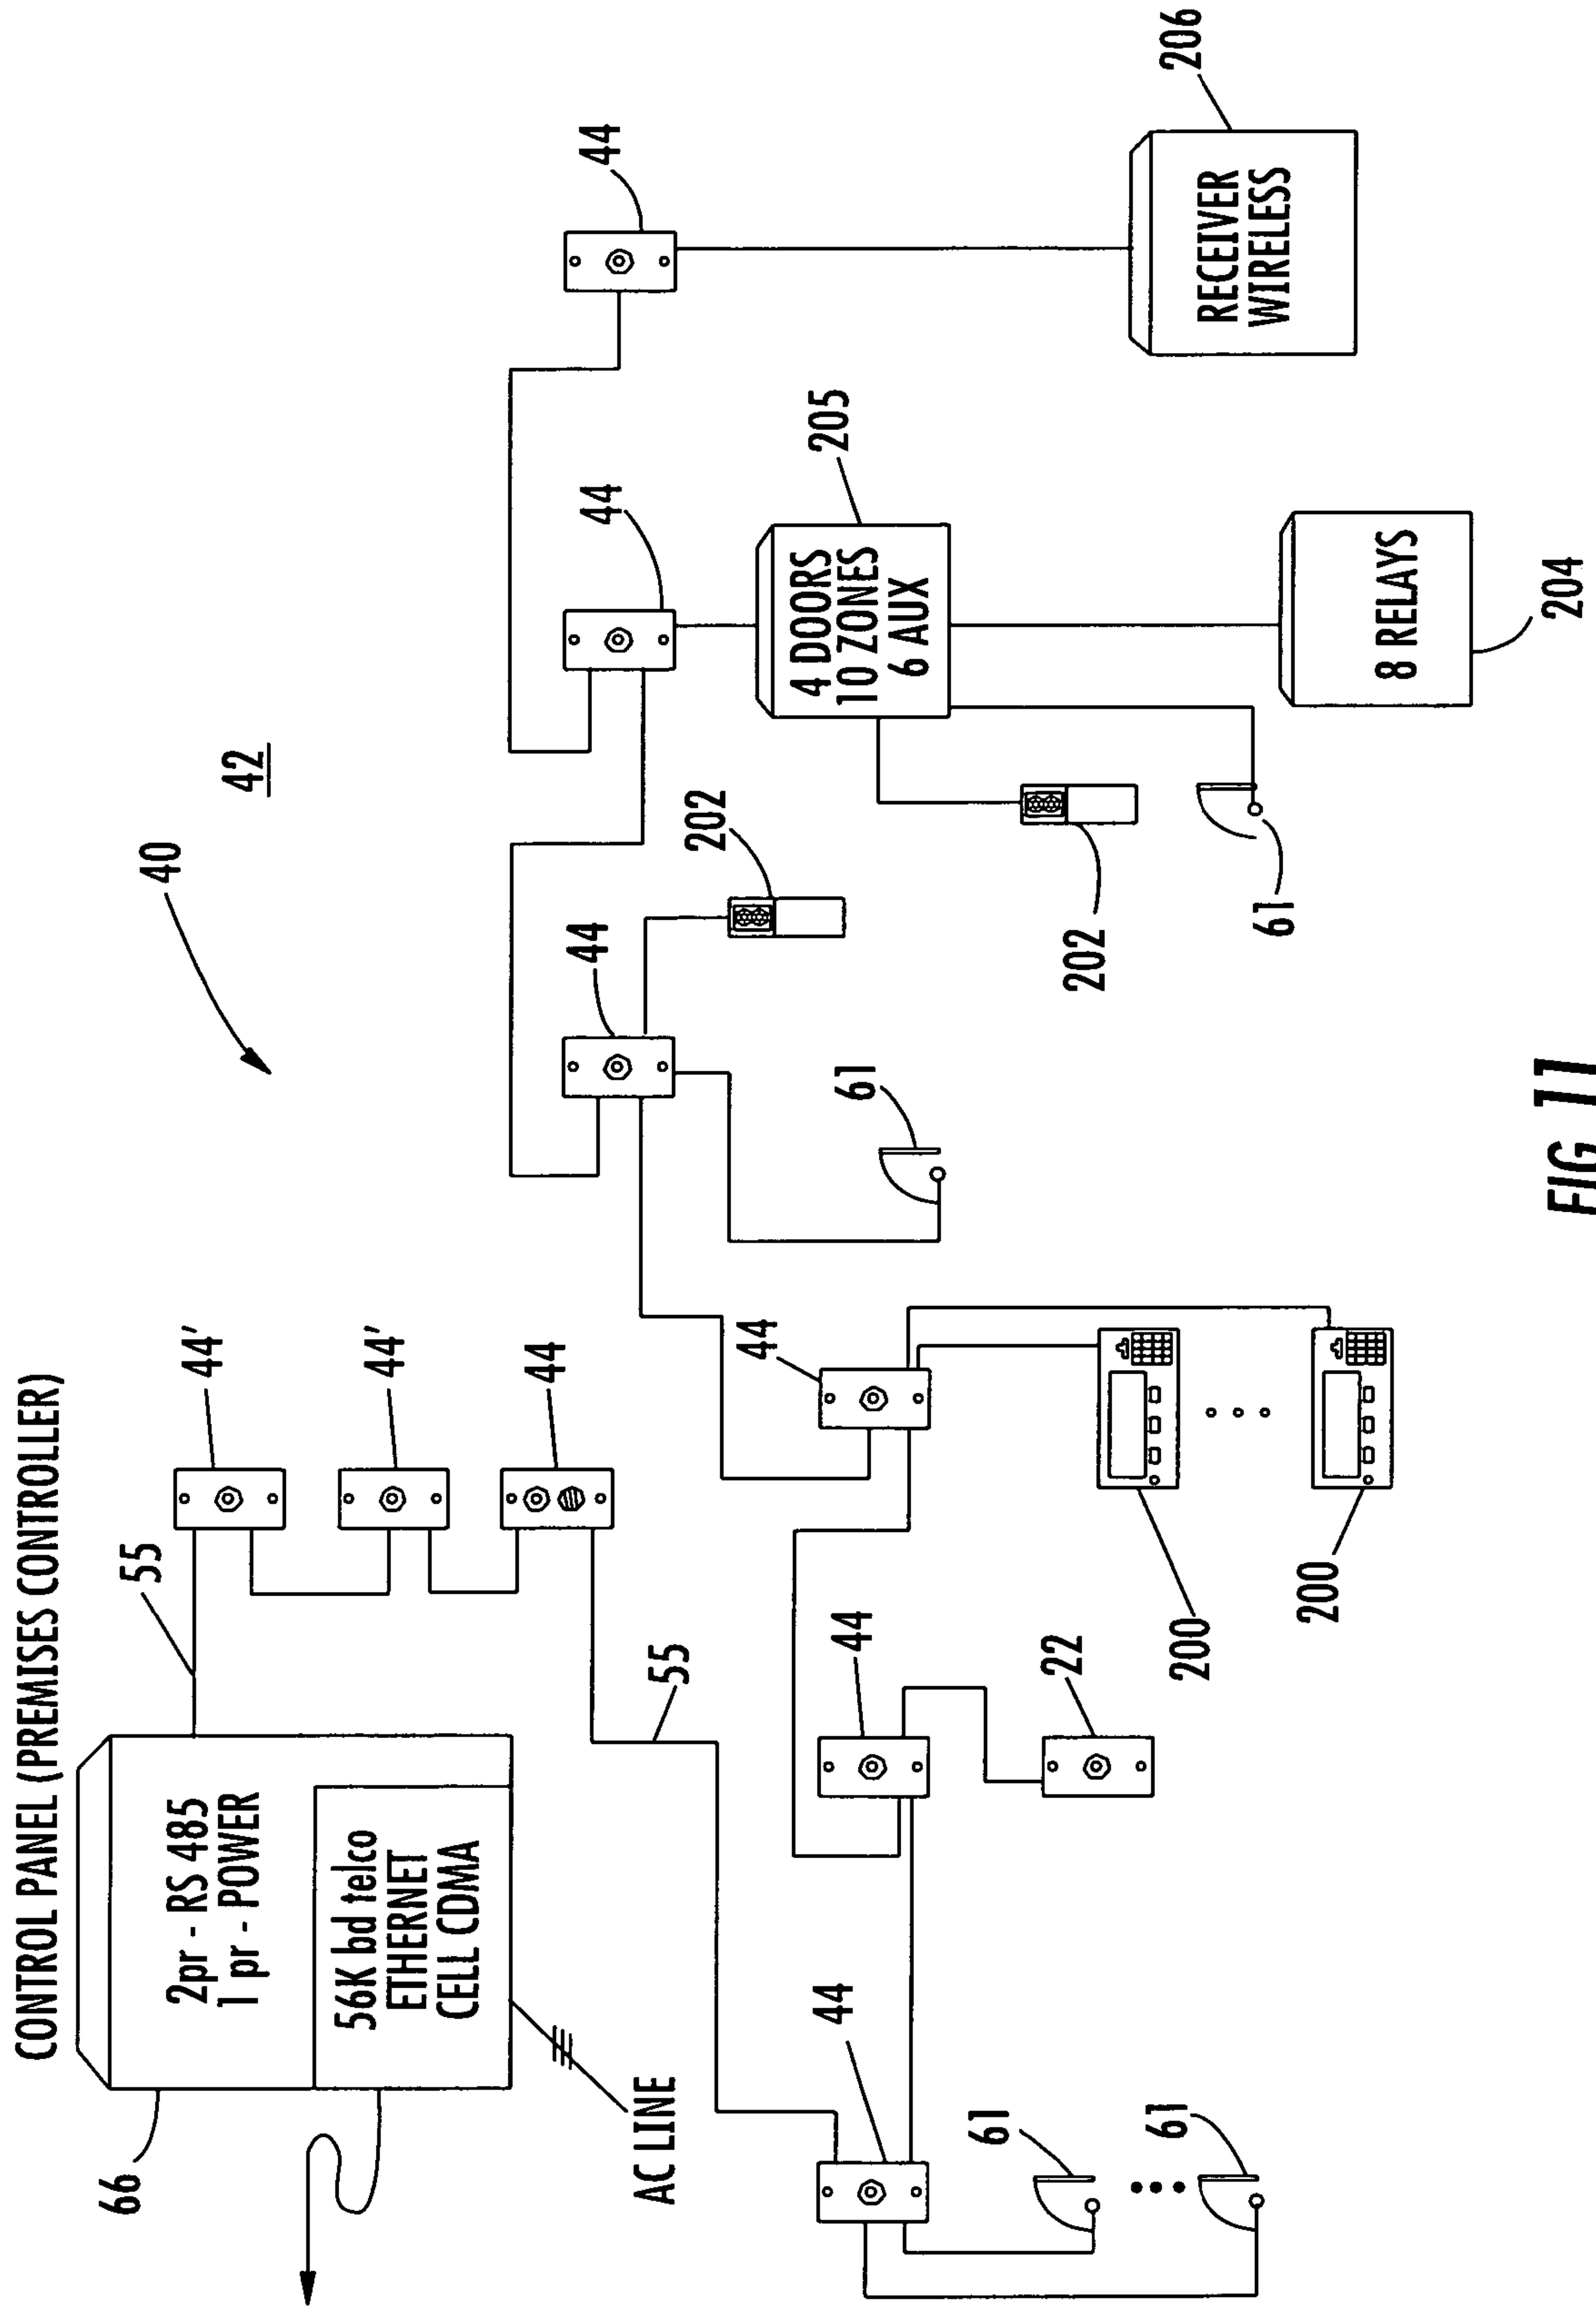 CONTROL PANEL (PREMISES CONTROLLER)
66
2pr - RS 485
1 pr - POWER
56K bd telco
ETHERNET
CELL CDMA
AC LINE
55
44'
44'
44
55
40
42
44
44
44
202
44
44
44
61
205
4 DOORS
10 ZONES
6 AUX
206
RECEIVER
WIRELESS
61
61
22
200
200
202
61
8 RELAYS
204
FIG 11